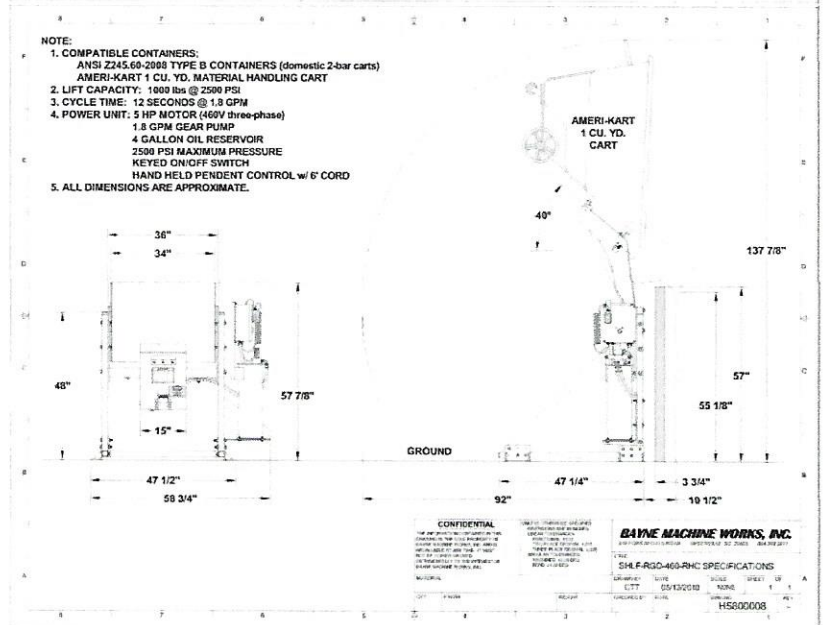 NOTE:
1. COMPATIBLE CONTAINERS;
ANSI Z245.60-2008 TYPE B CONTAINERS (domestic 2-bar carts)
AMERI-KART 1 CU. YD. MATERIAL HANDLING CART
2. LIFT CAPACITY: 1000 lbs @ 2500 PSI
3. CYCLE TIME: 12 SECONDS @ 1.8 GPM
4. POWER UNIT: 5 HP MOTOR (460V three-phase)
1.8 GPM GEAR PUMP
4 GALLON OIL RESERVOIR
2500 PSI MAXIMUM PRESSURE
KEYED ON/OFF SWITCH
HAND HELD PENDENT CONTROL w/ 6' CORD
5. ALL DIMENSIONS ARE APPROXIMATE.
AMERI-KART
1 CU. YD.
CART
40"
137 7/8"
36"
34"
48"
57 7/8"
15"
47 1/2"
58 3/4"
GROUND
57"
55 1/8"
47 1/4"
3 3/4"
92"
10 1/2"
CONFIDENTIAL
BAYNE MACHINE WORKS, INC.
SHLF-RGO-460-RHC SPECIFICATIONS
DATE
SCALE
SHEET
OF
CTT
05/13/2010
NONE
1
1
HS800008